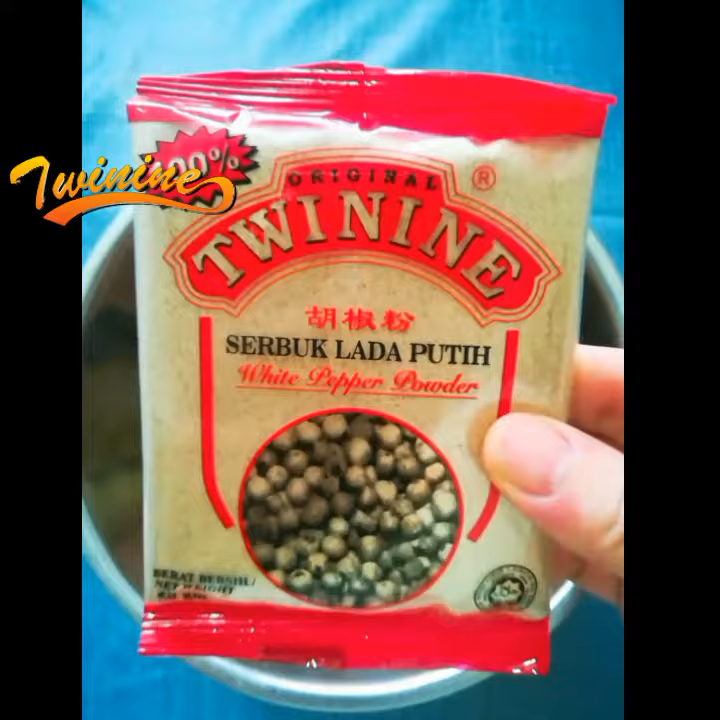 100%
Twinine
ORIGINAL
®
TWININE
胡椒粉
SERBUK LADA PUTIH
White Pepper Powder
BERAT BERSIH/
NET WEIGHT